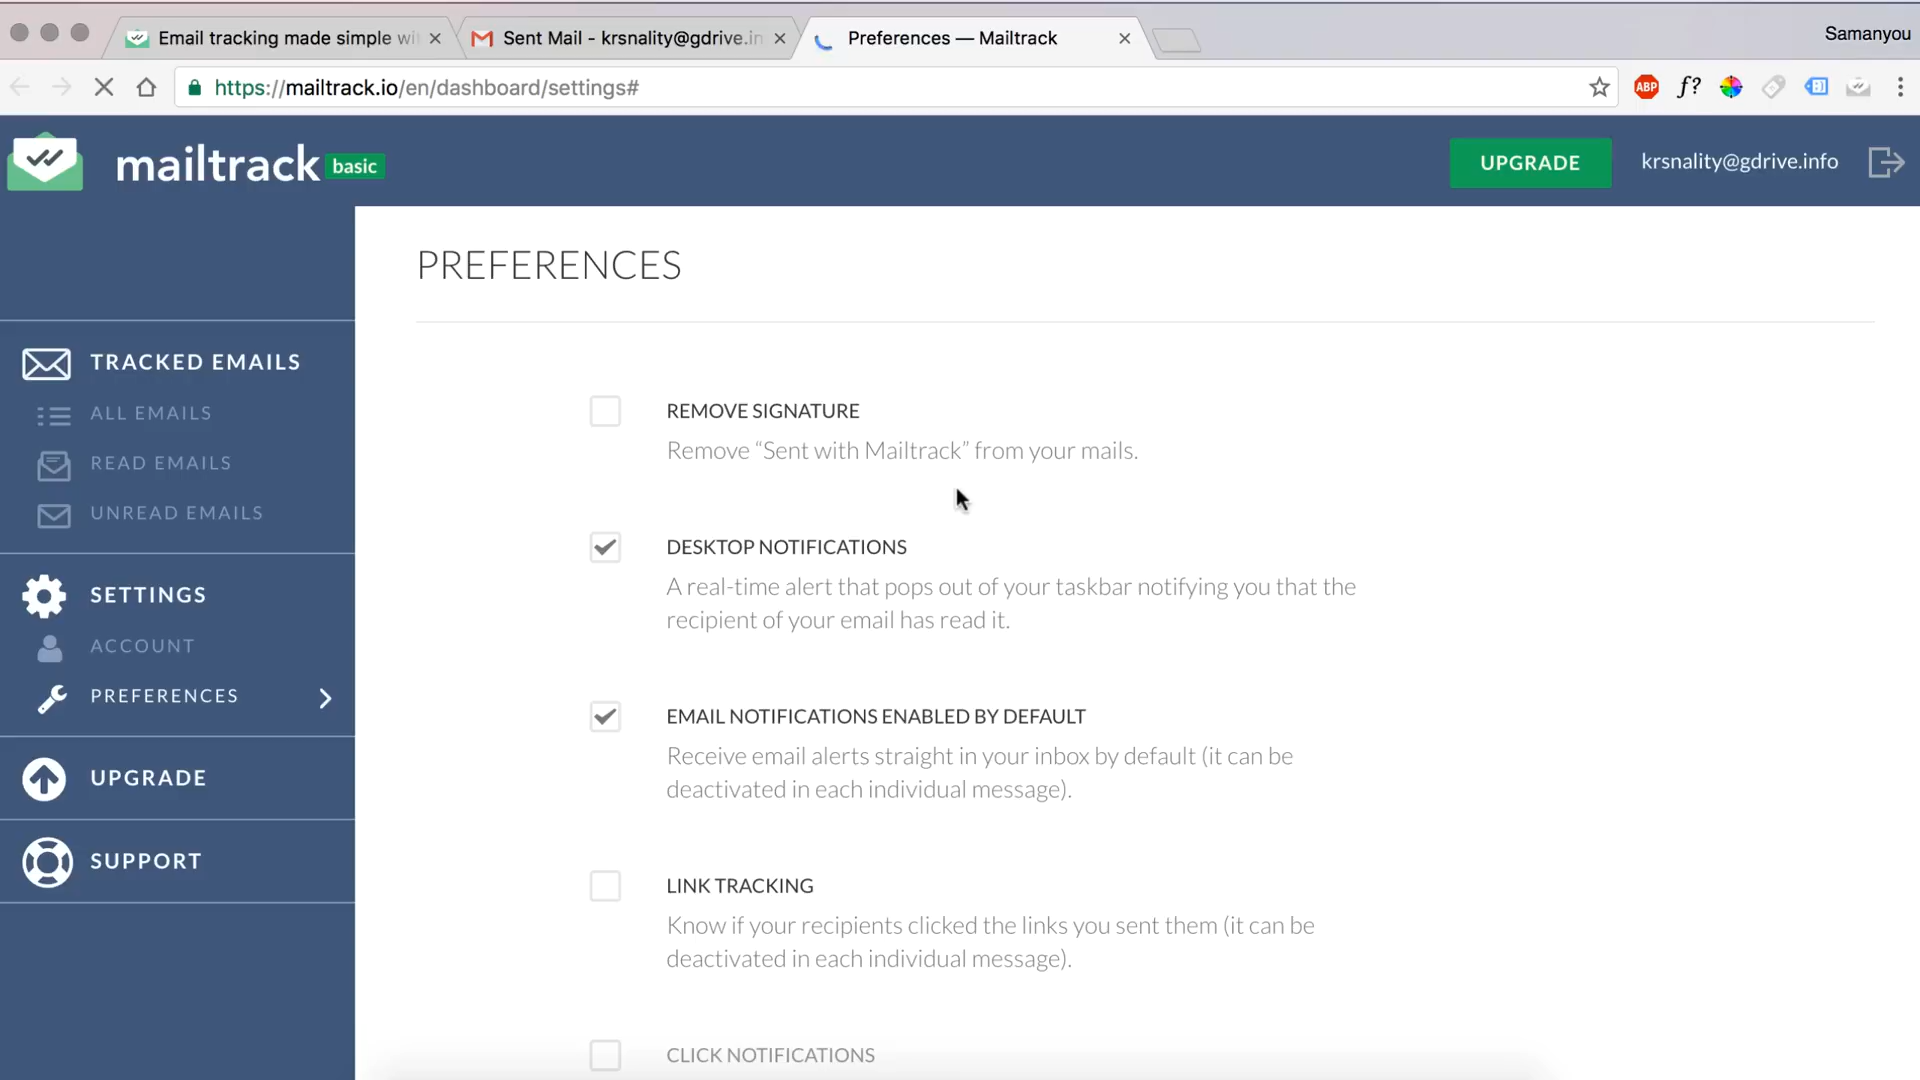 Email tracking made simple wi
Sent Mail - krsnality@gdrive.in
Preferences — Mailtrack
Samanyou
https://mailtrack.io/en/dashboard/settings#
ABP
f?
mailtrack basic
UPGRADE
krsnality@gdrive.info
PREFERENCES
TRACKED EMAILS
ALL EMAILS
READ EMAILS
UNREAD EMAILS
SETTINGS
ACCOUNT
PREFERENCES
UPGRADE
SUPPORT
REMOVE SIGNATURE
Remove “Sent with Mailtrack” from your mails.
DESKTOP NOTIFICATIONS
A real-time alert that pops out of your taskbar notifying you that the
recipient of your email has read it.
EMAIL NOTIFICATIONS ENABLED BY DEFAULT
Receive email alerts straight in your inbox by default (it can be
deactivated in each individual message).
LINK TRACKING
Know if your recipients clicked the links you sent them (it can be
deactivated in each individual message).
CLICK NOTIFICATIONS